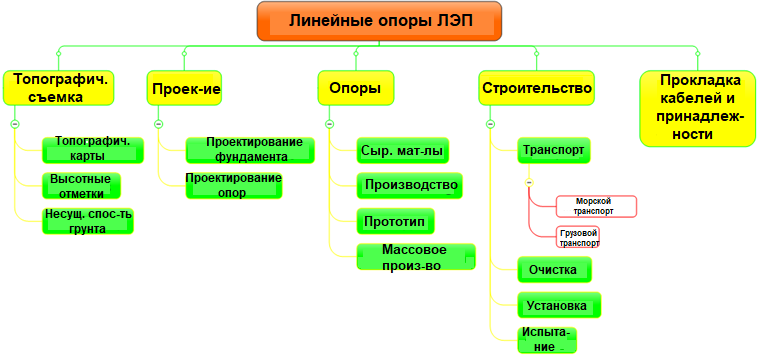 Линейные опоры ЛЭП
Топографич.
съемка
Проек-ие
Опоры
Строительство
Прокладка
кабелей и
принадлеж-
ности
Топографич.
карты
Высотные
отметки
Несущ. спос-ть
грунта
Проектирование
фундамента
Проектирование
опор
Сыр. мат-лы
Производство
Прототип
Массовое
произ-во
Транспорт
Морской
транспорт
Грузовой
транспорт
Очистка
Установка
Испыта-
ние